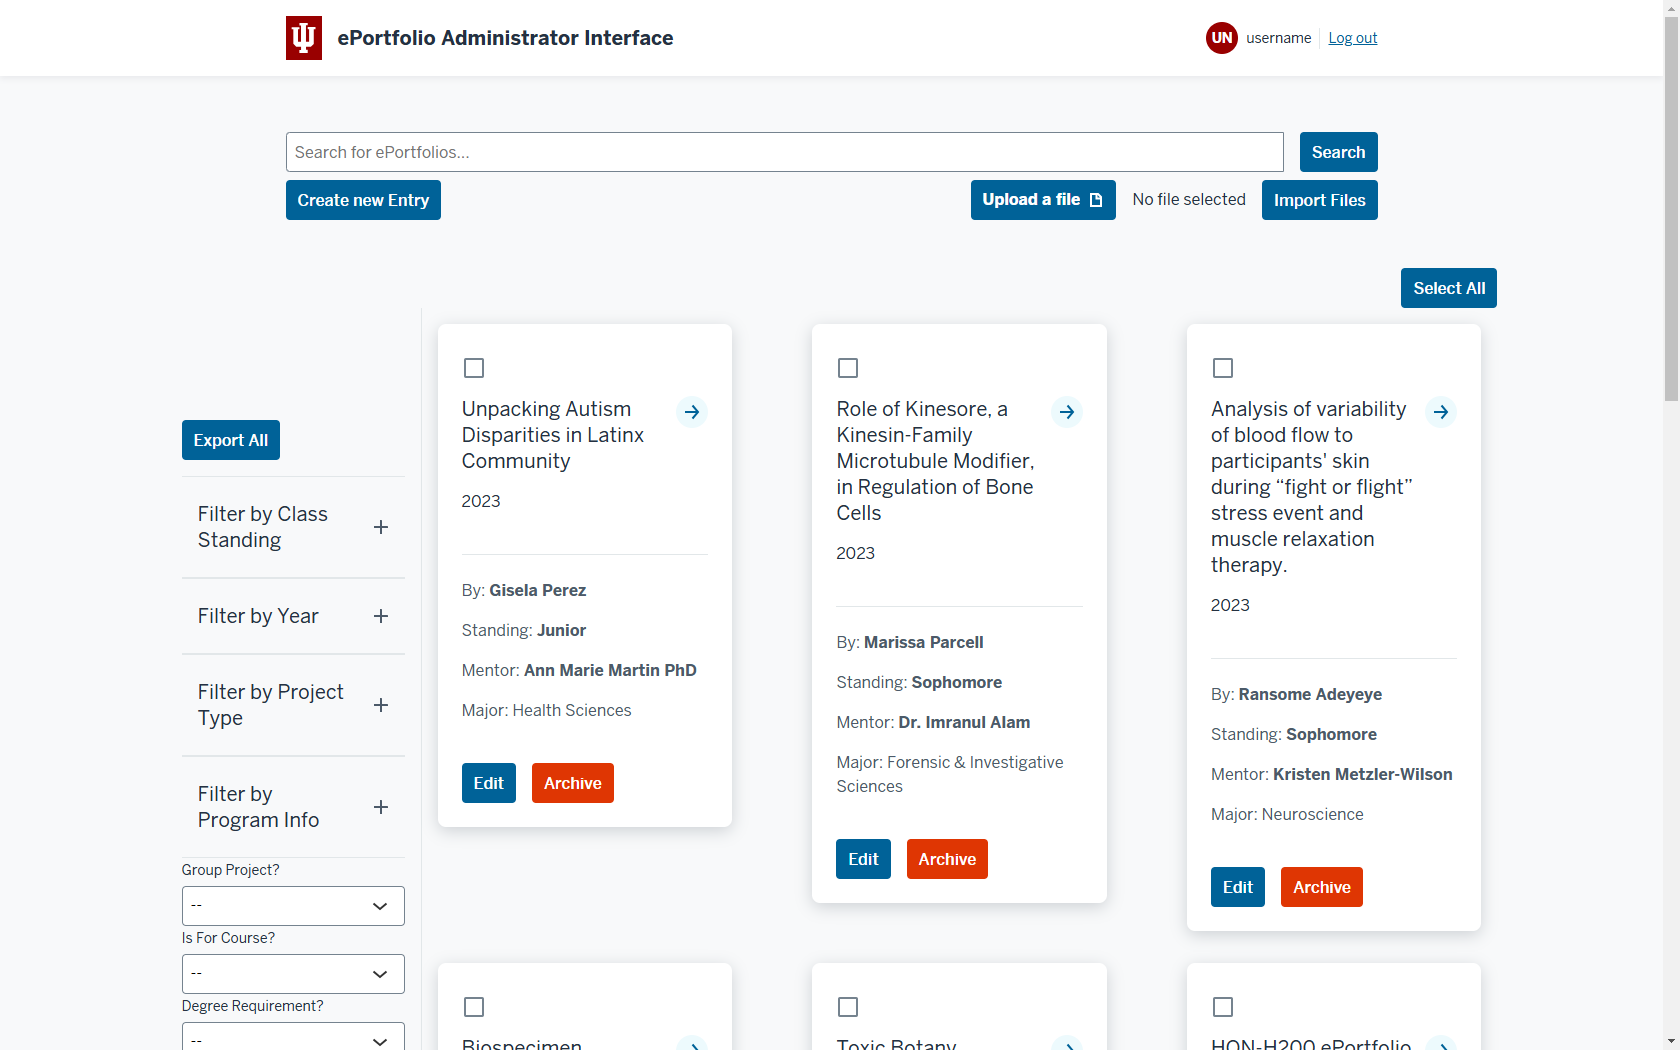 ePortfolio Administrator Interface
UN username Log out
Search for ePortfolios...
Search
Create new Entry
Upload a file No file selected Import Files
Select All
Export All
Filter by Class
Standing
Filter by Year
Filter by Project
Type
Filter by
Program Info
Group Project?
--
Is For Course?
--
Degree Requirement?
--
Unpacking Autism
Disparities in Latinx
Community
2023
By: Gisela Perez
Standing: Junior
Mentor: Ann Marie Martin PhD
Major: Health Sciences
Edit Archive
Role of Kinesore, a
Kinesin-Family
Microtubule Modifier,
in Regulation of Bone
Cells
2023
By: Marissa Parcell
Standing: Sophomore
Mentor: Dr. Imranul Alam
Major: Forensic & Investigative
Sciences
Edit Archive
Analysis of variability
of blood flow to
participants' skin
during “fight or flight”
stress event and
muscle relaxation
therapy.
2023
By: Ransome Adeyeye
Standing: Sophomore
Mentor: Kristen Metzler-Wilson
Major: Neuroscience
Edit Archive
Biospecimen
Toxic Botany
HON-H200 ePortfolio